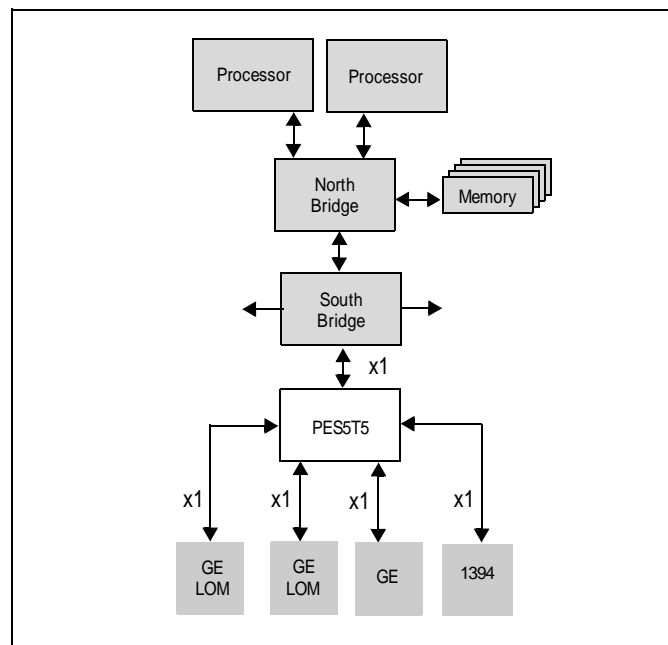 Processor
Processor
North
Bridge
Memory
South
Bridge
x1
PES5T5
x1
x1
x1
x1
GE
LOM
GE
LOM
GE
1394